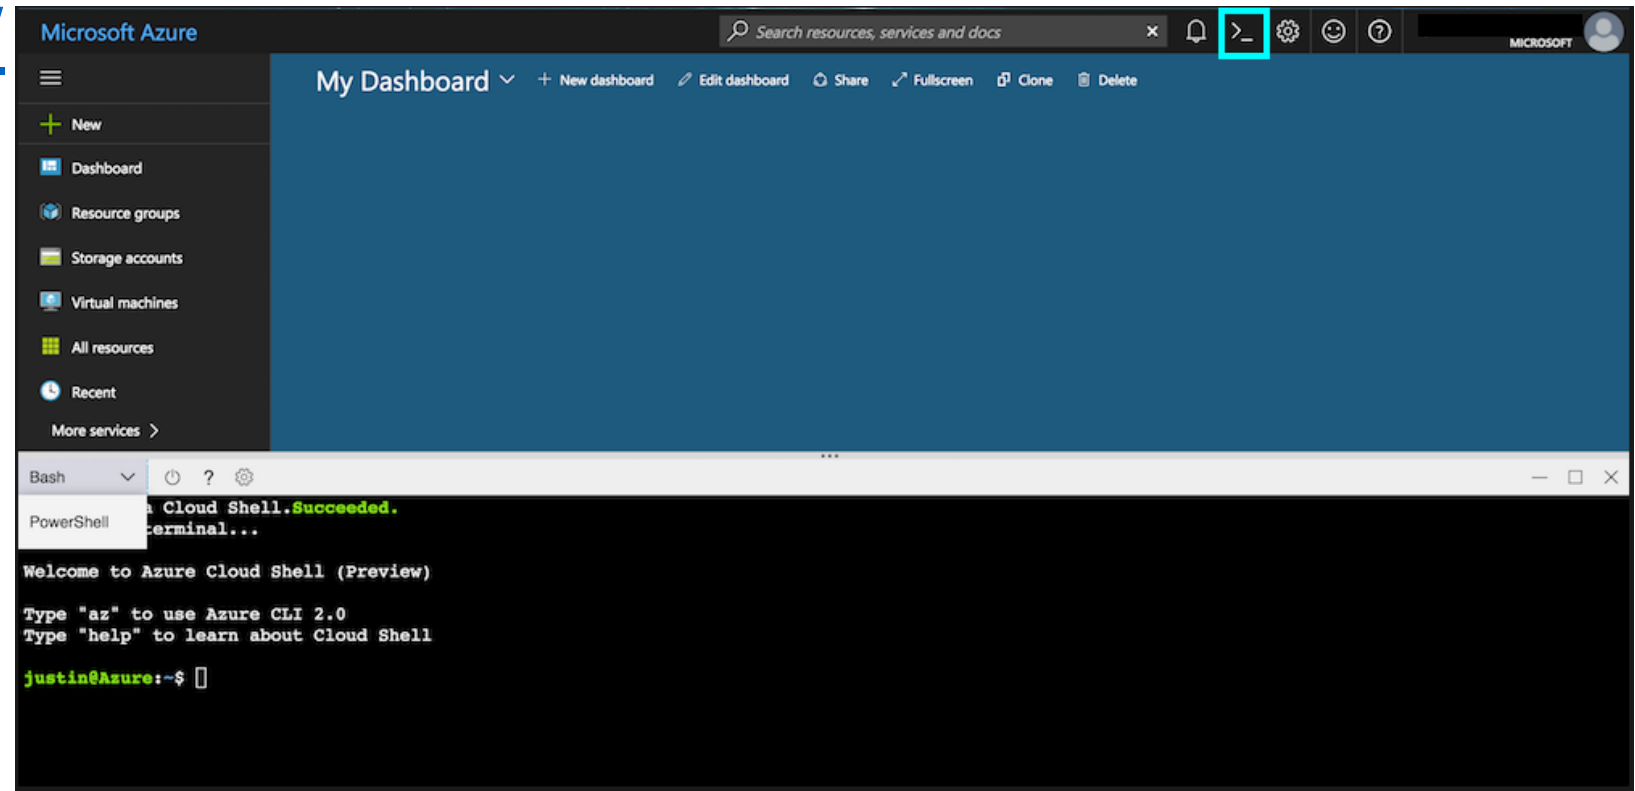 Microsoft Azure
Search resources, services and docs
MICROSOFT
My Dashboard
New dashboard
Edit dashboard
Share
Fullscreen
Clone
Delete
New
Dashboard
Resource groups
Storage accounts
Virtual machines
All resources
Recent
More services
Bash
PowerShell
Cloud Shell.Succeeded.
erminal...
Welcome to Azure Cloud Shell (Preview)
Type "az" to use Azure CLI 2.0
Type "help" to learn about Cloud Shell
justin@Azure:~$